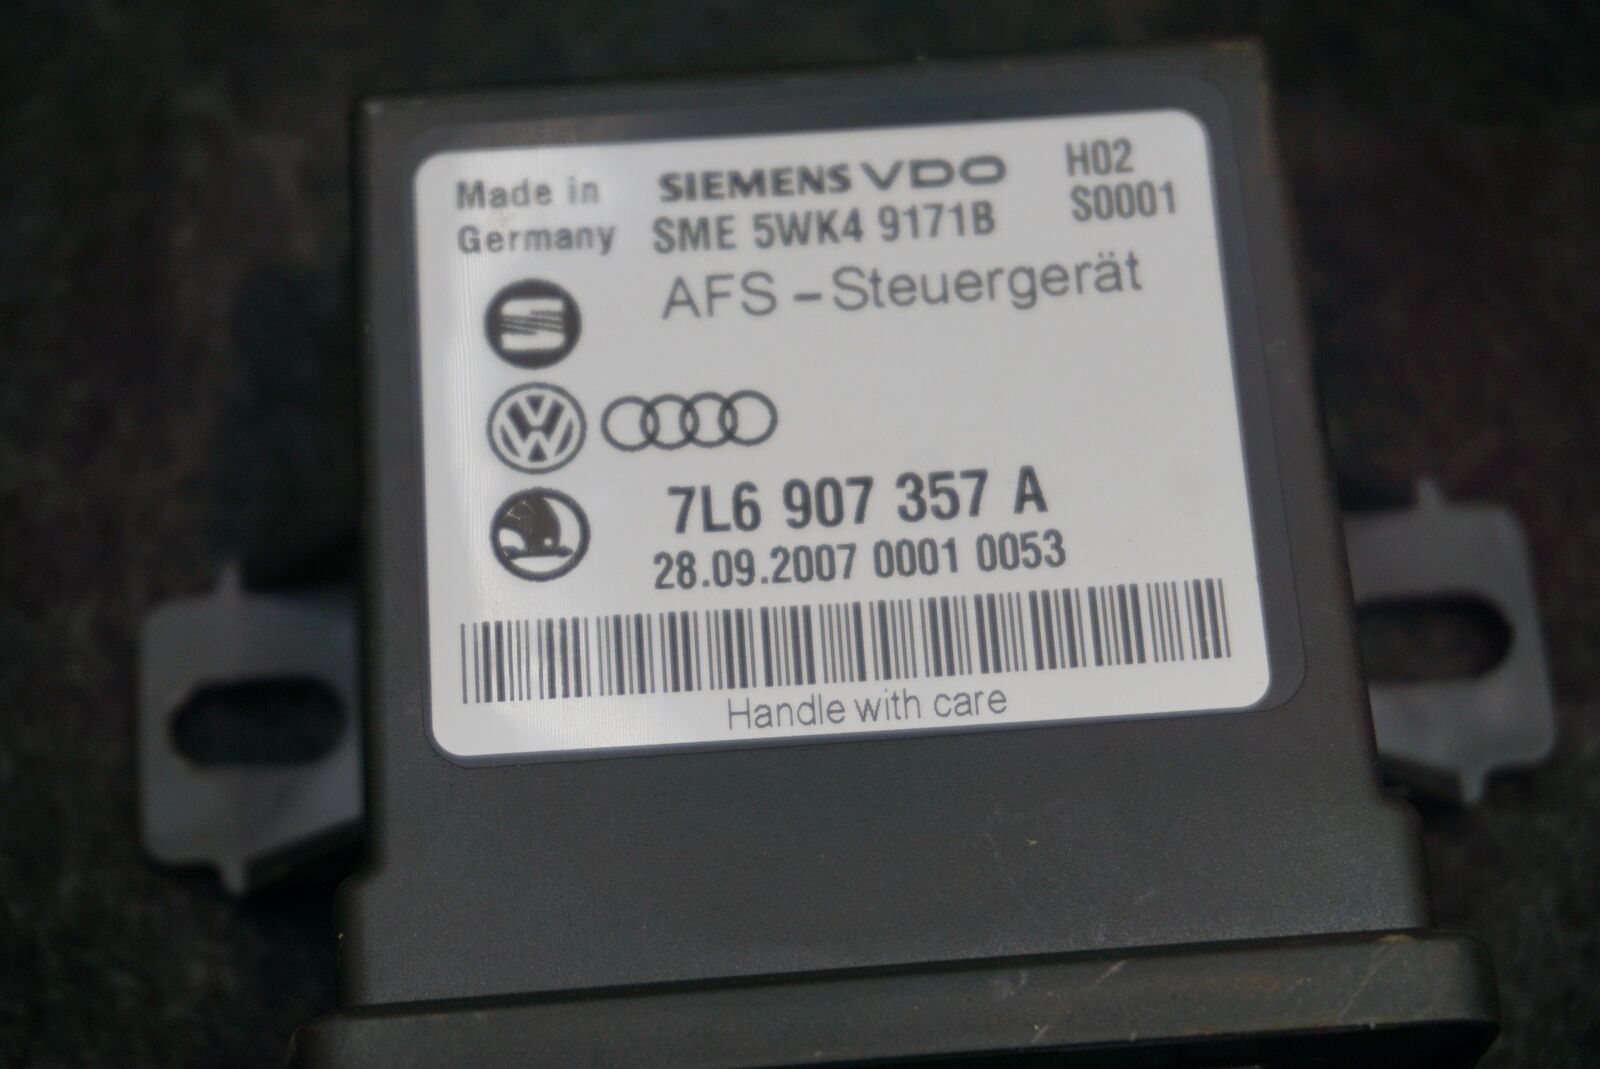 Made in
Germany
SIEMENS VDO
SME 5WK4 9171B
H02
S0001
AFS - Steuergerät
7L6 907 357 A
28.09.2007 0001 0053
Handle with care